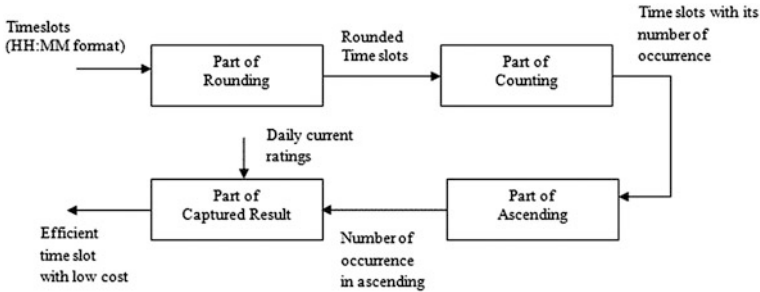 Timeslots
(HH:MM format)
Part of
Rounding
Rounded
Time slots
Part of
Counting
Time slots with its
number of
occurrence
Daily current
ratings
Part of
Captured Result
Part of
Ascending
Efficient
time slot
with low cost
Number of
occurrence
in ascending